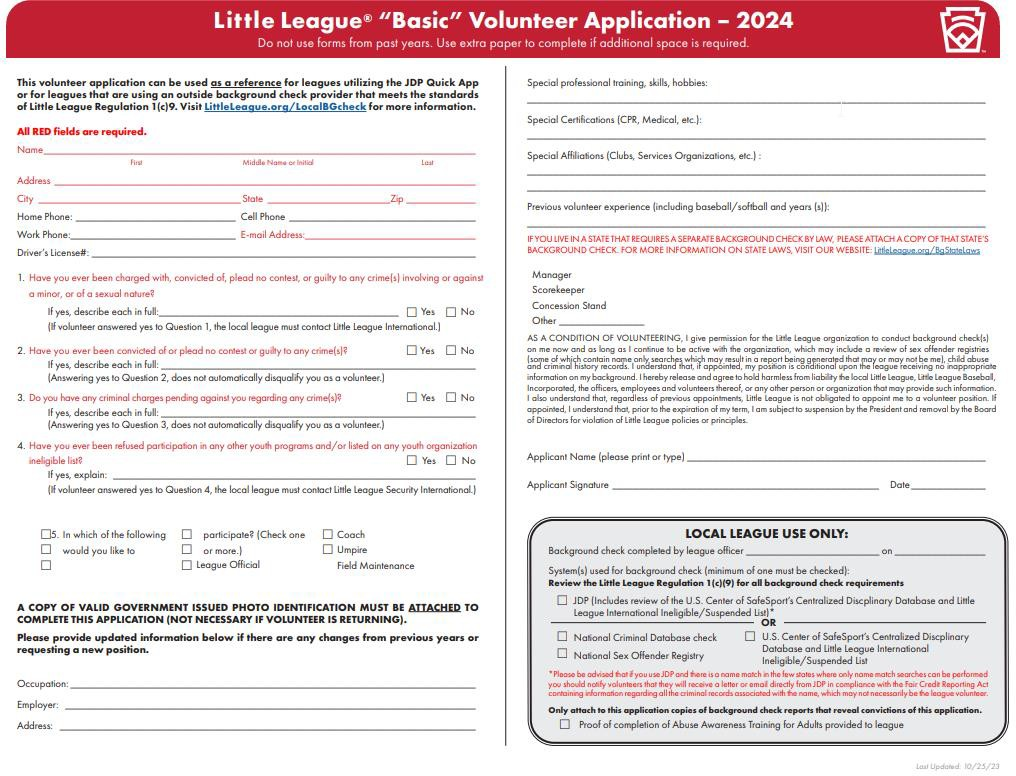 Little League® “Basic” Volunteer Application – 2024
Do not use forms from past years. Use extra paper to complete if additional space is required.
This volunteer application can be used as a reference for leagues utilizing the JDP Quick App
or for leagues that are using an outside background check provider that meets the standards
of Little League Regulation 1(c)9. Visit LittleLeague.org/LocalBGcheck for more information.
All RED fields are required.
Name
First Middle Name or Initial Last
Address
City State Zip
Home Phone: Cell Phone
Work Phone: E-mail Address:
Driver’s License#:
1. Have you ever been charged with, convicted of, plead no contest, or guilty to any crime(s) involving or against
a minor, or of a sexual nature?
If yes, describe each in full: Yes No
(If volunteer answered yes to Question 1, the local league must contact Little League International.)
2. Have you ever been convicted of or plead no contest or guilty to any crime(s)? Yes No
If yes, describe each in full:
(Answering yes to Question 2, does not automatically disqualify you as a volunteer.)
3. Do you have any criminal charges pending against you regarding any crime(s)? Yes No
If yes, describe each in full:
(Answering yes to Question 3, does not automatically disqualify you as a volunteer.)
4. Have you ever been refused participation in any other youth programs and/or listed on any youth organization
ineligible list? Yes No
If yes, explain:
(If volunteer answered yes to Question 4, the local league must contact Little League Security International.)
5. In which of the following participate? (Check one Coach
would you like to or more.) Umpire
League Official Field Maintenance
A COPY OF VALID GOVERNMENT ISSUED PHOTO IDENTIFICATION MUST BE ATTACHED TO
COMPLETE THIS APPLICATION (NOT NECESSARY IF VOLUNTEER IS RETURNING).
Please provide updated information below if there are any changes from previous years or
requesting a new position.
Occupation:
Employer:
Address:
Special professional training, skills, hobbies:
Special Certifications (CPR, Medical, etc.):
Special Affiliations (Clubs, Services Organizations, etc.) :
Previous volunteer experience (including baseball/softball and years (s)):
IF YOU LIVE IN A STATE THAT REQUIRES A SEPARATE BACKGROUND CHECK BY LAW, PLEASE ATTACH A COPY OF THAT STATE’S
BACKGROUND CHECK. FOR MORE INFORMATION ON STATE LAWS, VISIT OUR WEBSITE: LittleLeague.org/BgStateLaws
Manager
Scorekeeper
Concession Stand
Other
AS A CONDITION OF VOLUNTEERING, I give permission for the Little League organization to conduct background check(s)
on me now and as long as I continue to be active with the organization, which may include a review of sex offender registries
(some of which contain name only searches which may result in a report being generated that may or may not be me), child abuse
and criminal history records. I understand that, if appointed, my position is conditional upon the league receiving no inappropriate
information on my background. I hereby release and agree to hold harmless from liability the local Little League, Little League Baseball,
Incorporated, the officers, employees and volunteers thereof, or any other person or organization that may provide such information.
I also understand that, regardless of previous appointments, Little League is not obligated to appoint me to a volunteer position. If
appointed, I understand that, prior to the expiration of my term, I am subject to suspension by the President and removal by the Board
of Directors for violation of Little League policies or principles.
Applicant Name (please print or type)
Applicant Signature Date
LOCAL LEAGUE USE ONLY:
Background check completed by league officer on
System(s) used for background check (minimum of one must be checked):
Review the Little League Regulation 1(c)(9) for all background check requirements
JDP (Includes review of the U.S. Center of SafeSport’s Centralized Discplinary Database and Little
League International Ineligible/Suspended List)*
OR
National Criminal Database check
National Sex Offender Registry
U.S. Center of SafeSport’s Centralized Discplinary
Database and Little League International
Ineligible/Suspended List
*Please be advised that if you use JDP and there is a name match in the few states where only name match searches can be performed
you should notify volunteers that they will receive a letter or email directly from JDP in compliance with the Fair Credit Reporting Act
containing information regarding all the criminal records associated with the name, which may not necessarily be the league volunteer.
Only attach to this application copies of background check reports that reveal convictions of this application.
Proof of completion of Abuse Awareness Training for Adults provided to league
Last Updated: 10/25/23